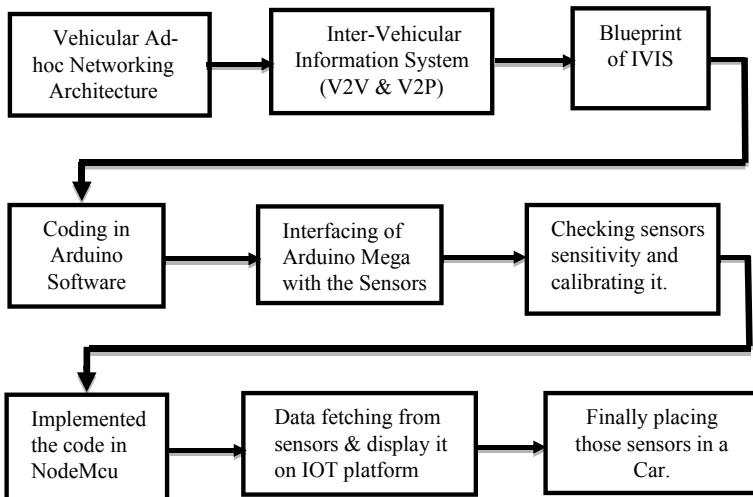 Vehicular Ad-
hoc Networking
Architecture
Inter-Vehicular
Information System
(V2V & V2P)
Blueprint
of IVIS
Coding in
Arduino
Software
Interfacing of
Arduino Mega
with the Sensors
Checking sensors
sensitivity and
calibrating it.
Implemented
the code in
NodeMcu
Data fetching from
sensors & display it
on IOT platform
Finally placing
those sensors in a
Car.